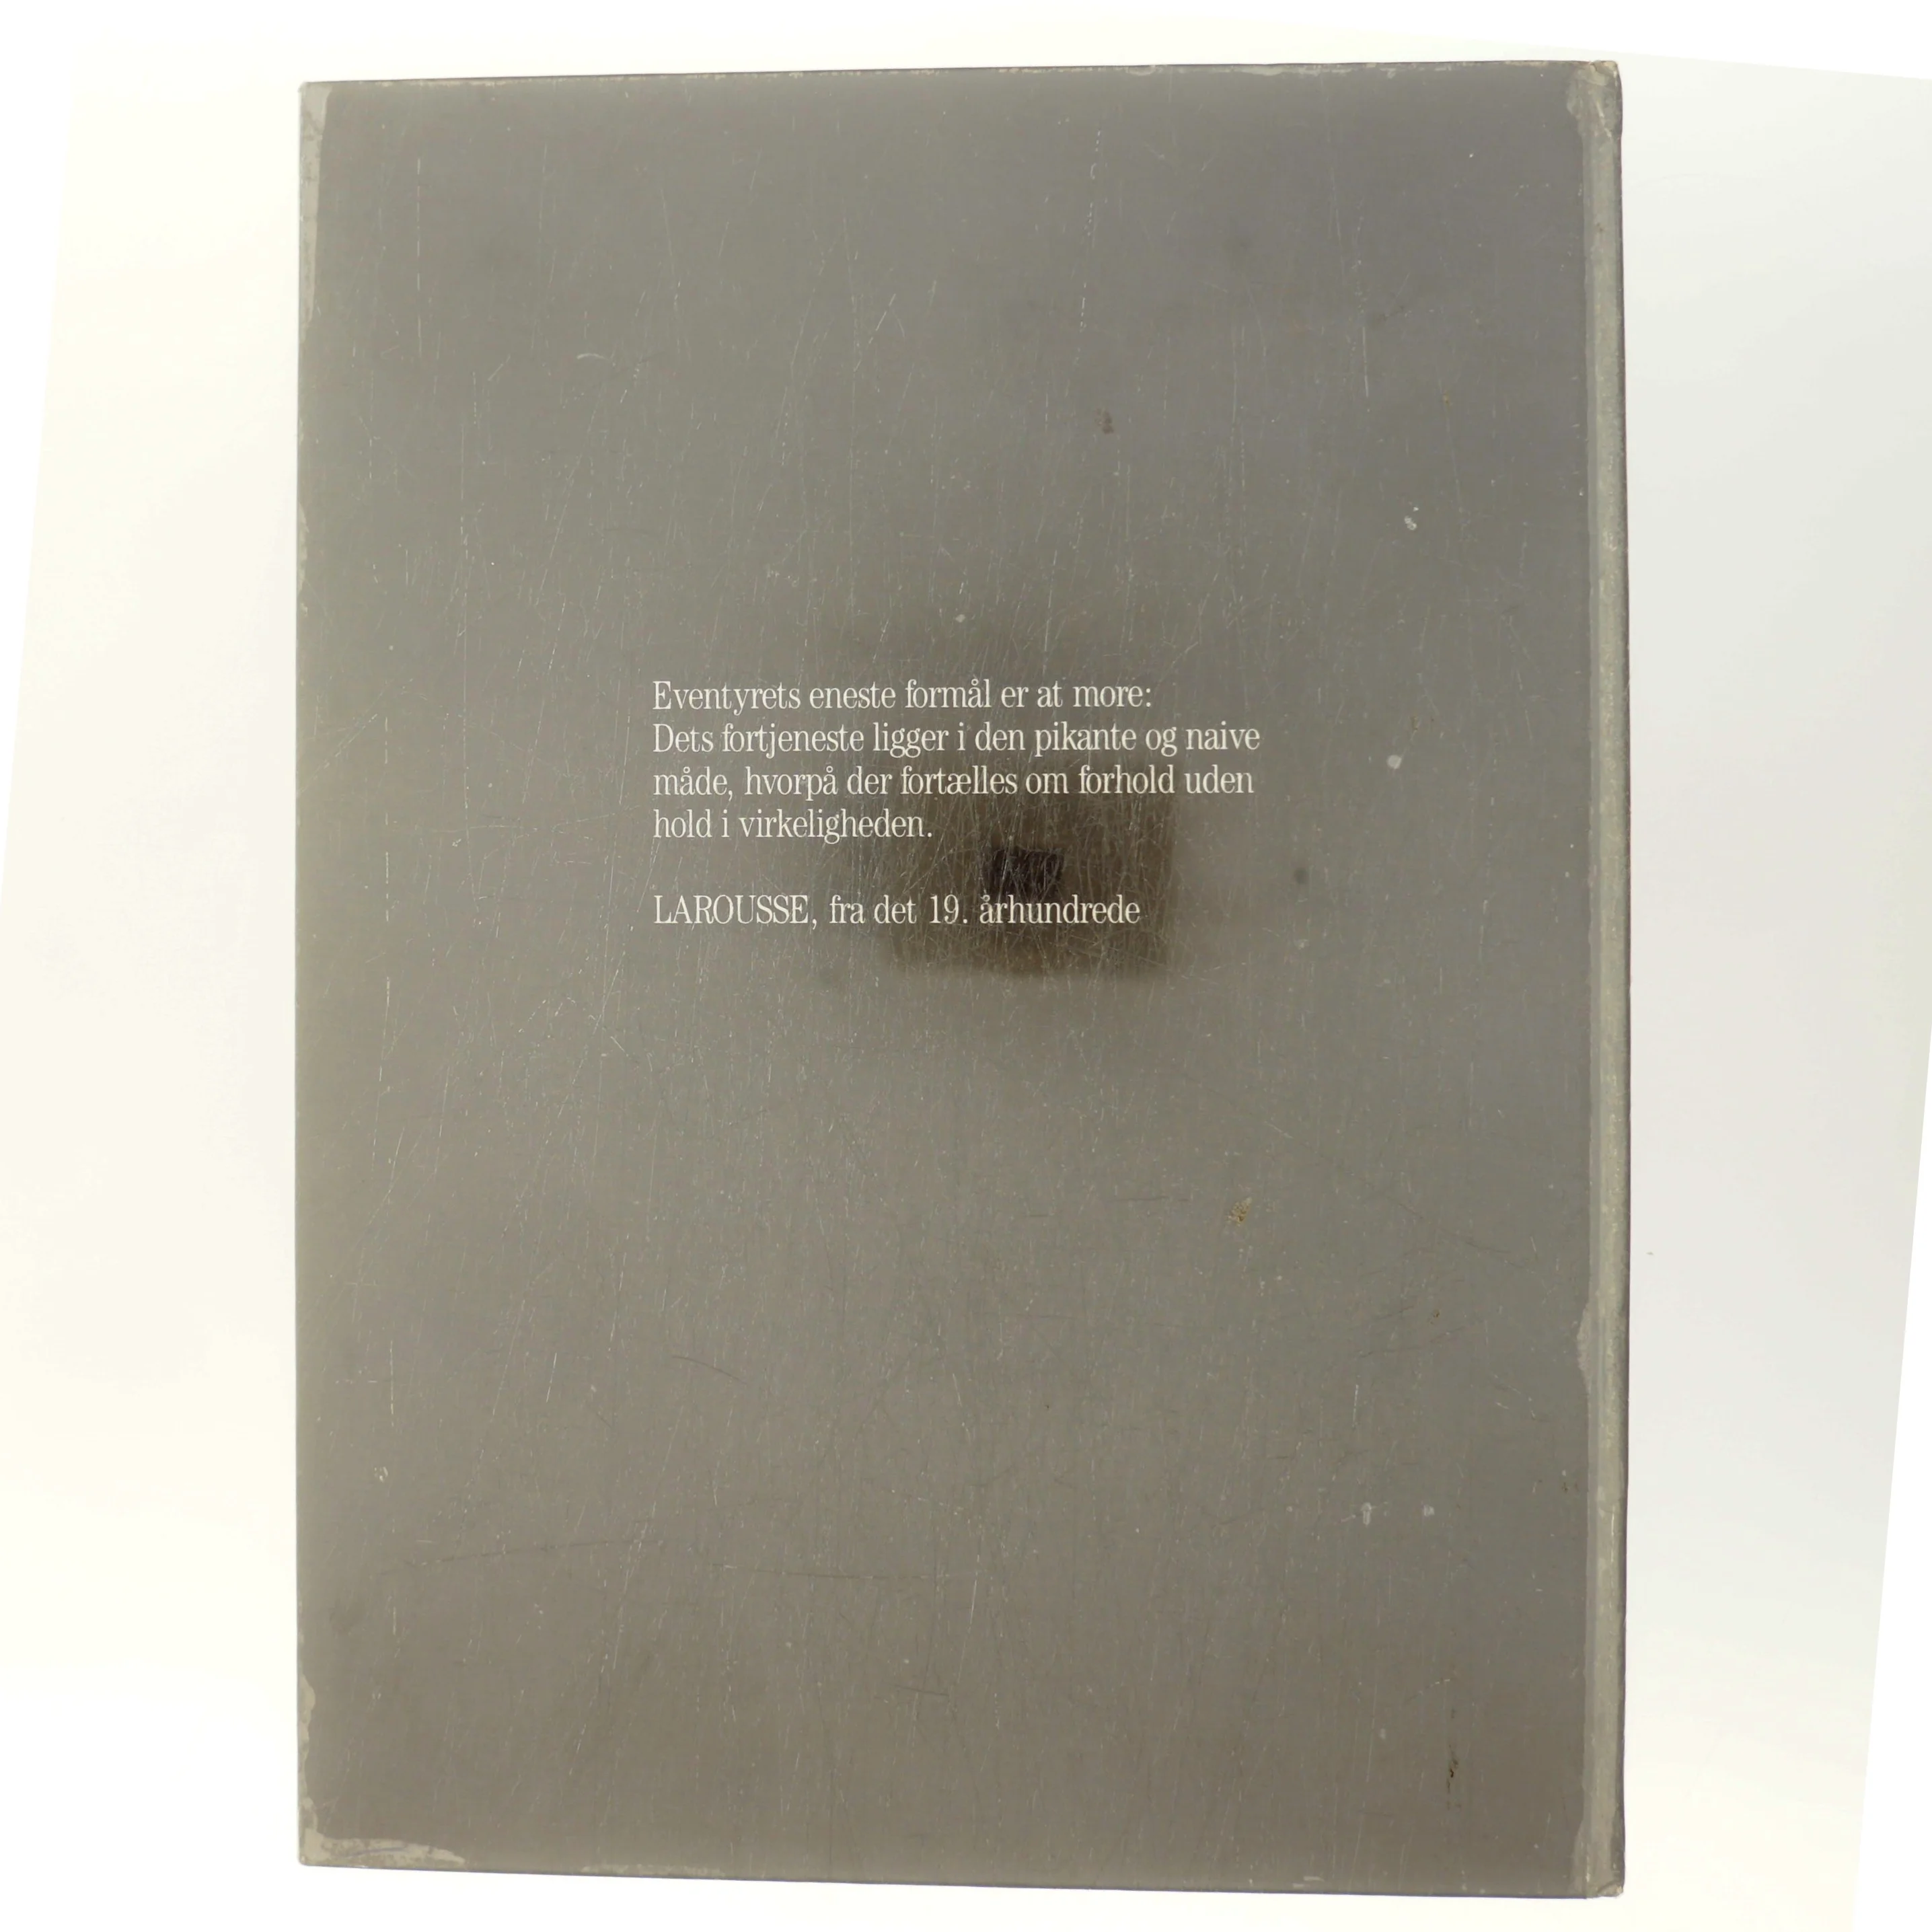 Eventyrets eneste formål er at more:
Dets fortjeneste ligger i den pikante og naive
måde, hvorpå der fortælles om forhold uden
hold i virkeligheden.
LAROUSSE, fra det 19. århundrede